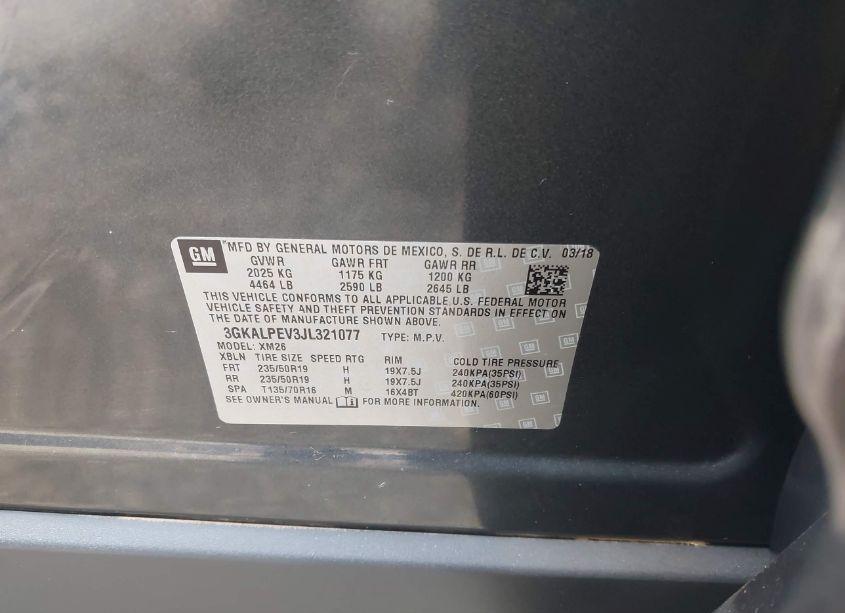 GM
MFD BY GENERAL MOTORS DE MEXICO, S. DE R.L. DE C.V. 03/18
GVWR GAWR FRT GAWR RR
2025 KG 1175 KG 1200 KG
4464 LB 2590 LB 2645 LB
THIS VEHICLE CONFORMS TO ALL APPLICABLE U.S. FEDERAL MOTOR
VEHICLE SAFETY AND THEFT PREVENTION STANDARDS IN EFFECT ON
THE DATE OF MANUFACTURE SHOWN ABOVE.
3GKALPEV3JL321077 TYPE: M.P.V.
MODEL: XM26
XBLN TIRE SIZE SPEED RTG RIM COLD TIRE PRESSURE
FRT 235/50R19 H 19X7.5J 240KPA(35PSI)
RR 235/50R19 H 19X7.5J 240KPA(35PSI)
SPA T135/70R16 M 16X4BT 420KPA(60PSI)
SEE OWNER'S MANUAL FOR MORE INFORMATION.